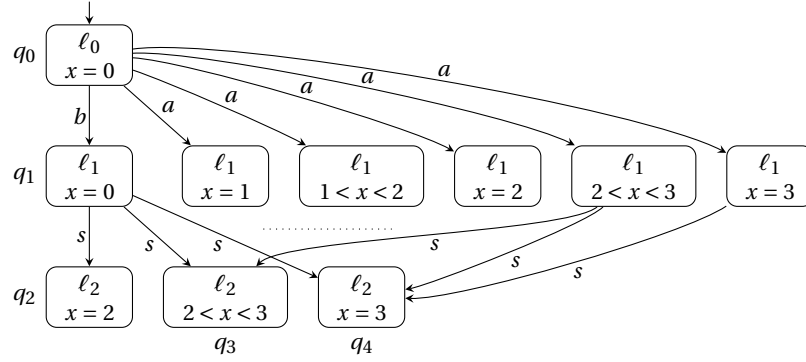 q₀
ℓ₀
x = 0
b
a
a
a
a
a
q₁
ℓ₁
x = 0
ℓ₁
x = 1
ℓ₁
1 < x < 2
ℓ₁
x = 2
ℓ₁
2 < x < 3
ℓ₁
x = 3
s
s
s
s
s
s
q₂
ℓ₂
x = 2
ℓ₂
2 < x < 3
ℓ₂
x = 3
q₃
q₄